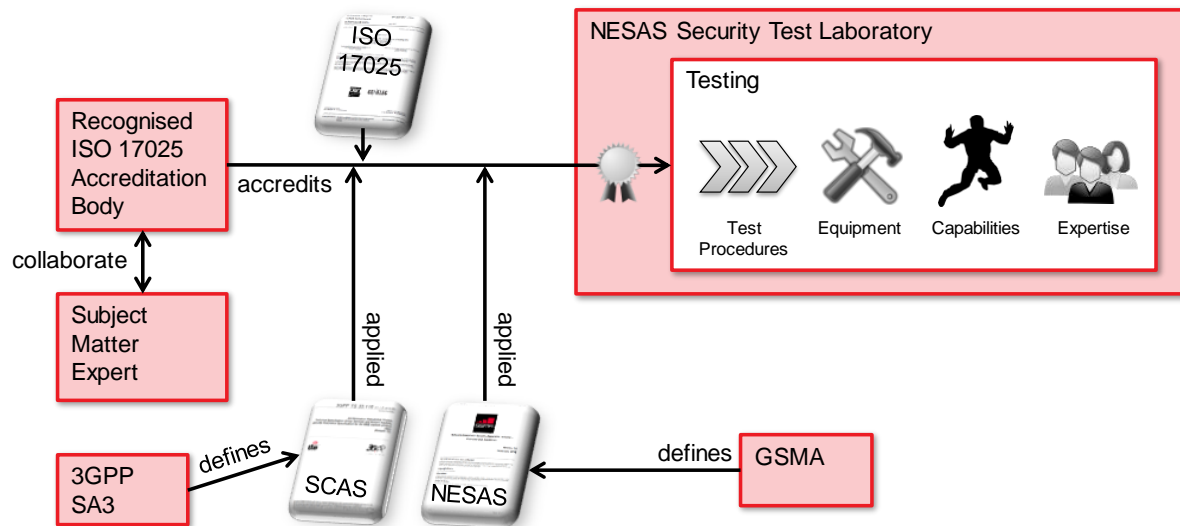 ISO
17025
NESAS Security Test Laboratory
Testing
Recognised
ISO 17025
Accreditation
Body
accredits
Test
Procedures
Equipment
Capabilities
Expertise
collaborate
Subject
Matter
Expert
applied
applied
3GPP
SA3
defines
SCAS
NESAS
defines
GSMA